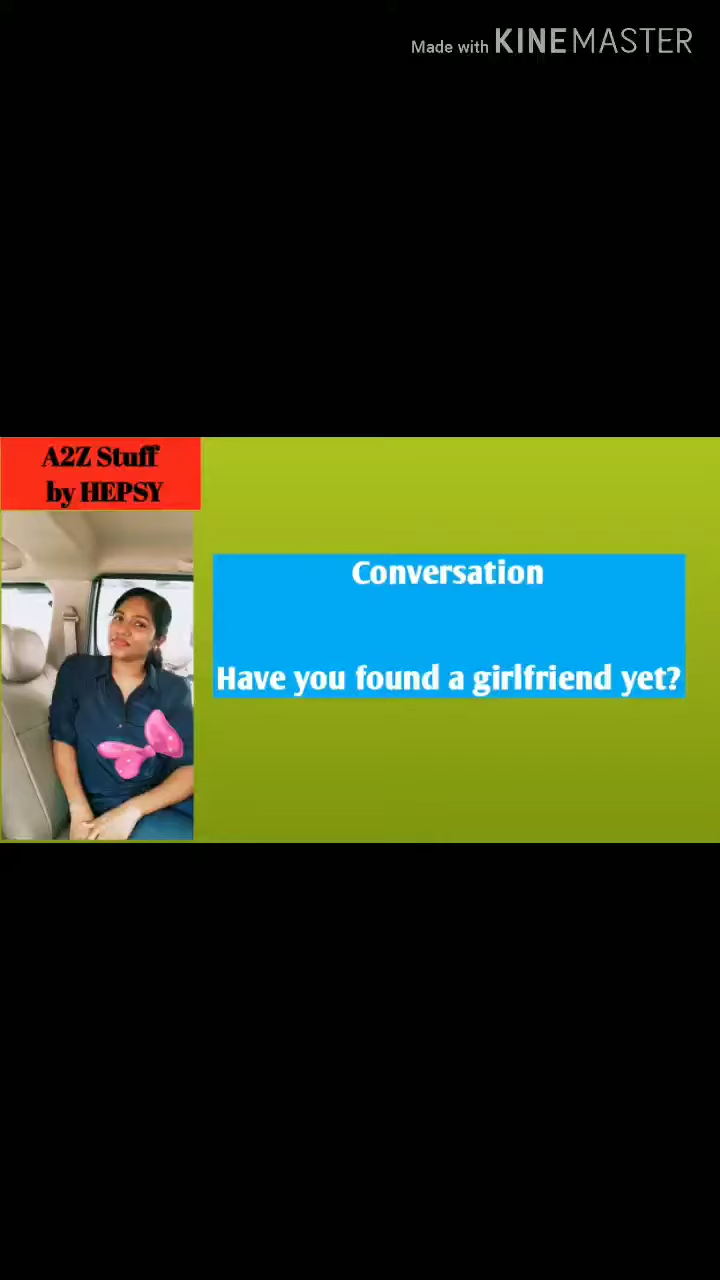 Made with KINEMASTER
A2Z Stuff
by HEPSY
Conversation
Have you found a girlfriend yet?